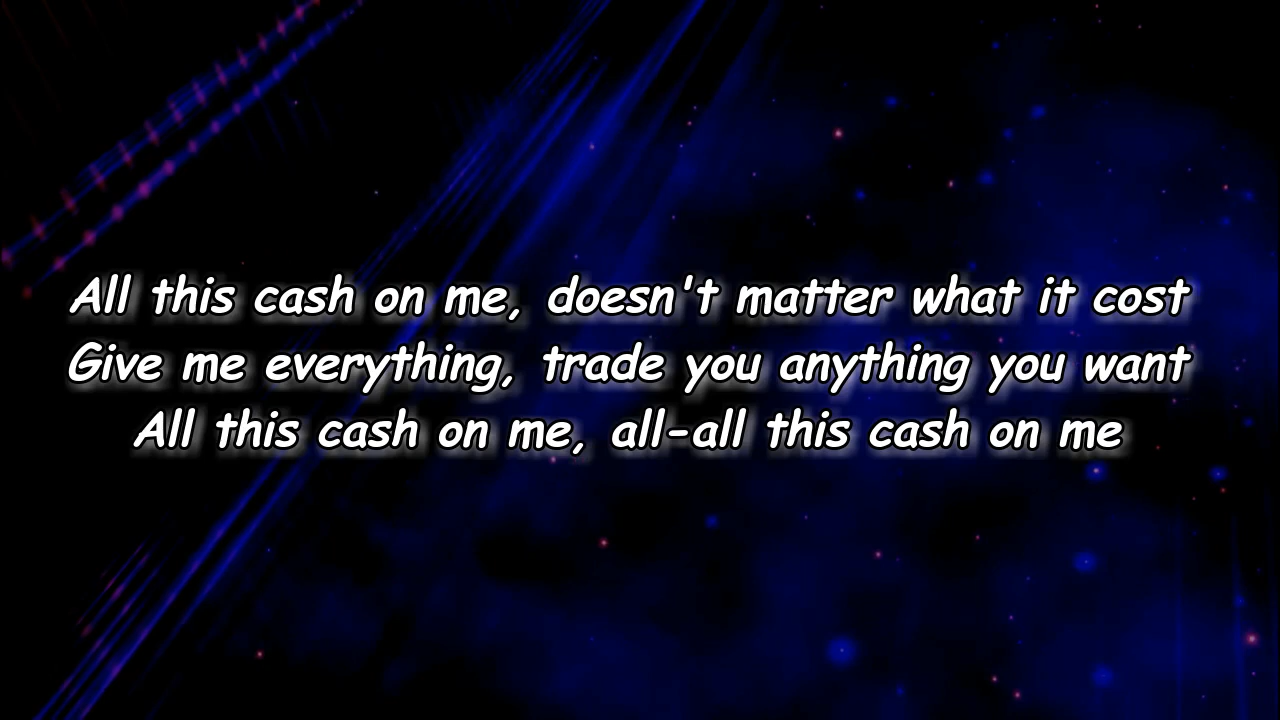 All this cash on me, doesn't matter what it cost
Give me everything, trade you anything you want
All this cash on me, all-all this cash on me